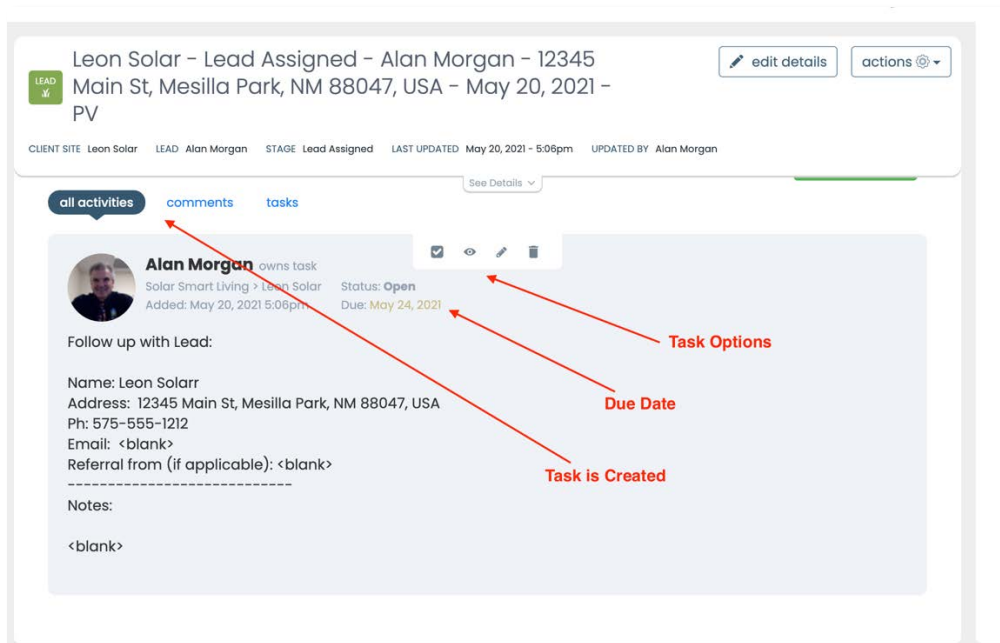 Leon Solar - Lead Assigned - Alan Morgan - 12345
Main St, Mesilla Park, NM 88047, USA - May 20, 2021 -
PV
LEAD
edit details
actions
CLIENT SITE Leon Solar LEAD Alan Morgan STAGE Lead Assigned LAST UPDATED May 20, 2021 - 5:06pm UPDATED BY Alan Morgan
See Details
all activities comments tasks
Alan Morgan owns task
Solar Smart Living > Leon Solar Status: Open
Added: May 20, 2021 5:06pm Due: May 24, 2021
Task Options
Due Date
Task is Created
Follow up with Lead:
Name: Leon Solarr
Address: 12345 Main St, Mesilla Park, NM 88047, USA
Ph: 575-555-1212
Email: <blank>
Referral from (if applicable): <blank>
----------------------------
Notes:
<blank>